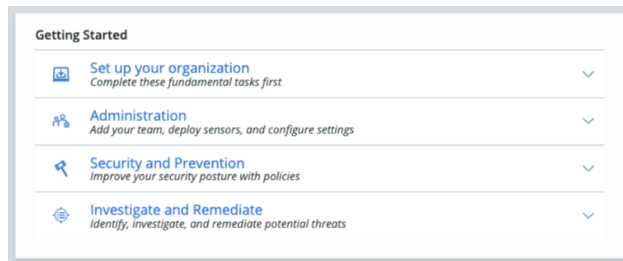 Getting Started
Set up your organization
Complete these fundamental tasks first
Administration
Add your team, deploy sensors, and configure settings
Security and Prevention
Improve your security posture with policies
Investigate and Remediate
Identify, investigate, and remediate potential threats